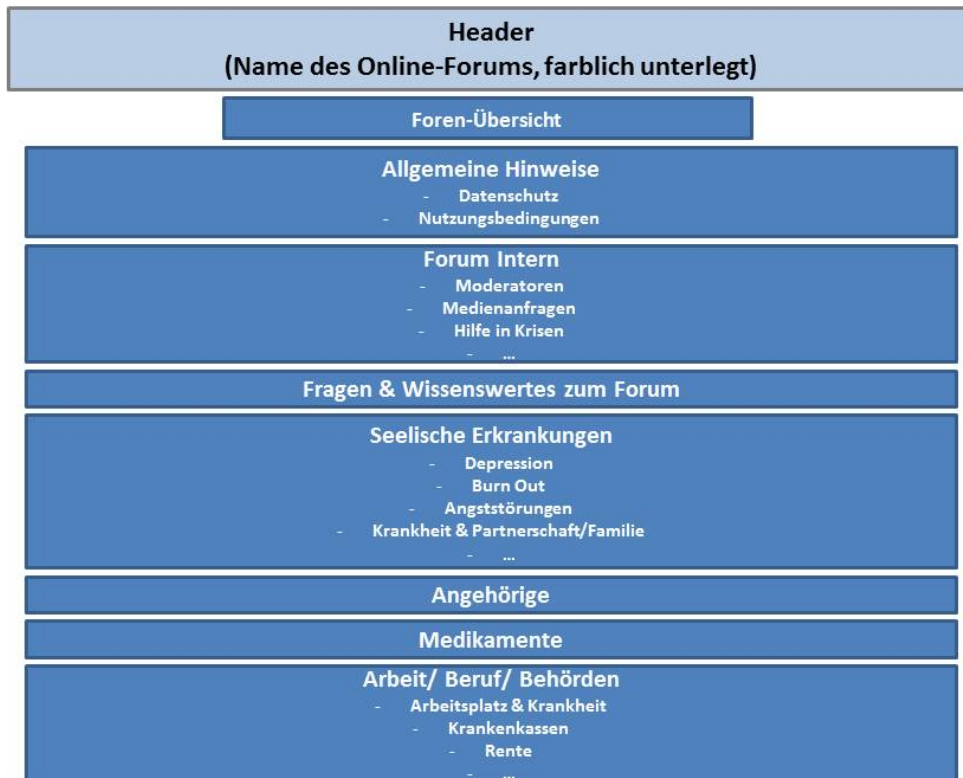 Header
(Name des Online-Forums, farblich unterlegt)
Foren-Übersicht
Allgemeine Hinweise
- Datenschutz
- Nutzungsbedingungen
Forum Intern
- Moderatoren
- Medienanfragen
- Hilfe in Krisen
- ...
Fragen & Wissenswertes zum Forum
Seelische Erkrankungen
- Depression
- Burn Out
- Angststörungen
- Krankheit & Partnerschaft/Familie
- ...
Angehörige
Medikamente
Arbeit/ Beruf/ Behörden
- Arbeitsplatz & Krankheit
- Krankenkassen
- Rente
- ...